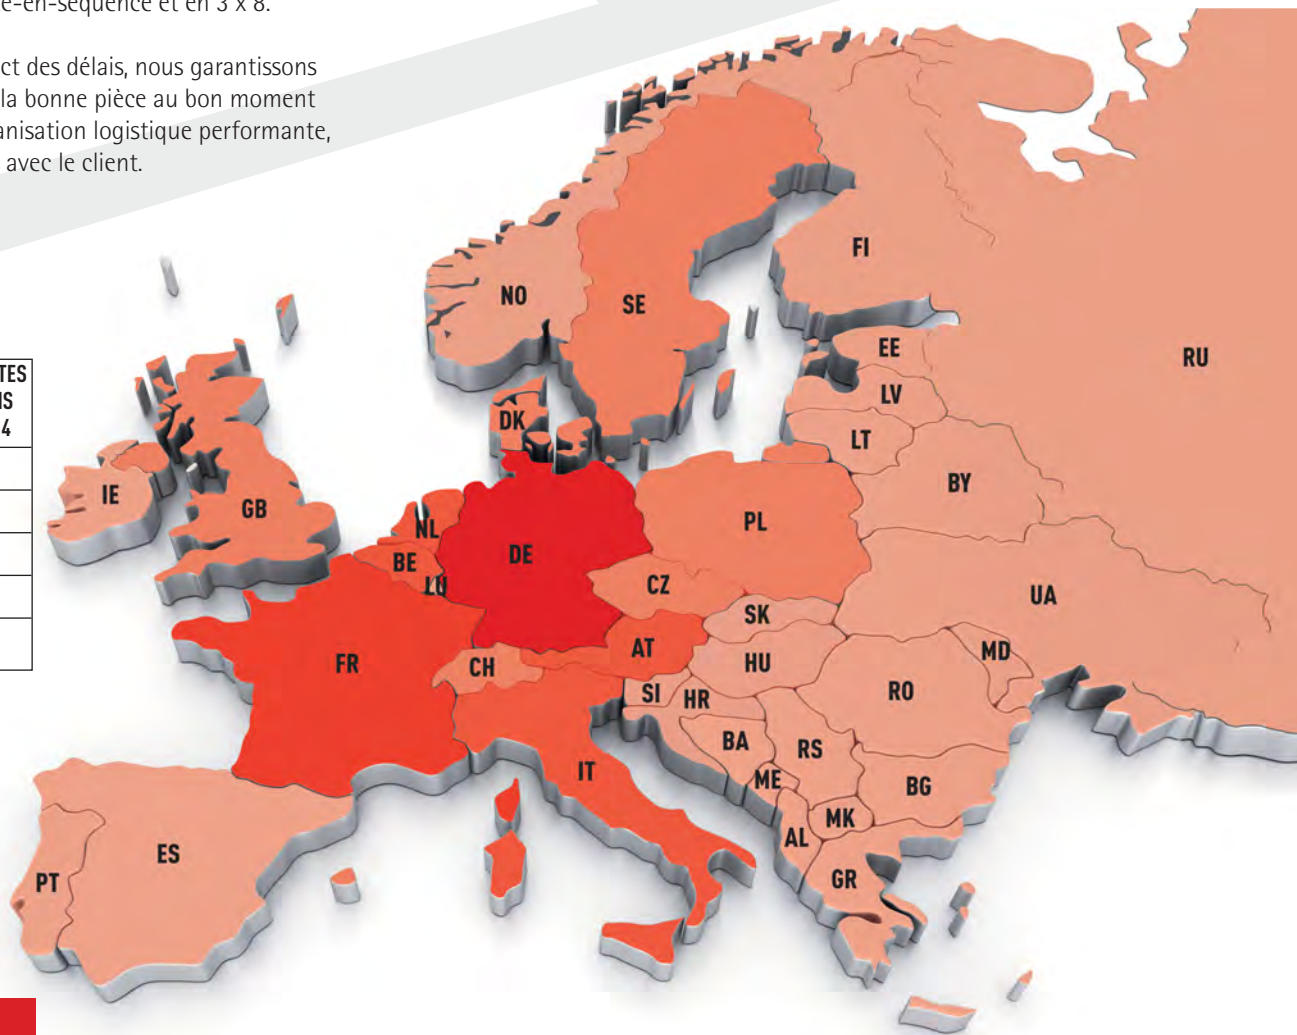 e-en-séquence et en 3 x 8.
ct des délais, nous garantissons
la bonne pièce au bon moment
anisation logistique performante,
avec le client.
TES
IS
4
NO
SE
FI
RU
EE
LV
LT
BY
DK
IE
GB
NL
BE
LU
DE
PL
CZ
SK
UA
FR
CH
AT
HU
MD
SI
HR
RO
BA
RS
IT
ME
BG
MK
AL
ES
PT
GR